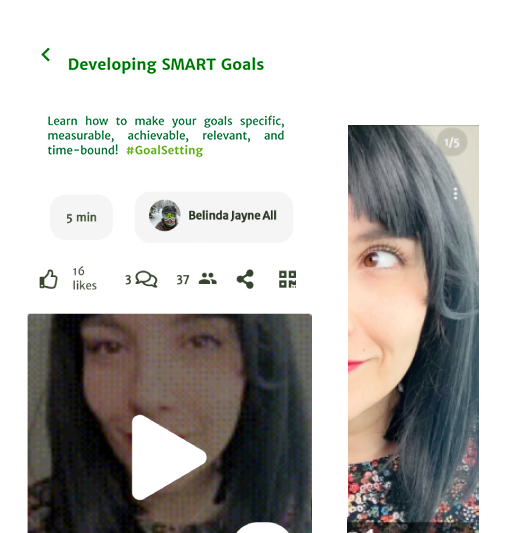 Developing SMART Goals
Learn how to make your goals specific,
measurable, achievable, relevant, and
time-bound! #GoalSetting
5 min
Belinda Jayne All
16
likes
3
37
1/5